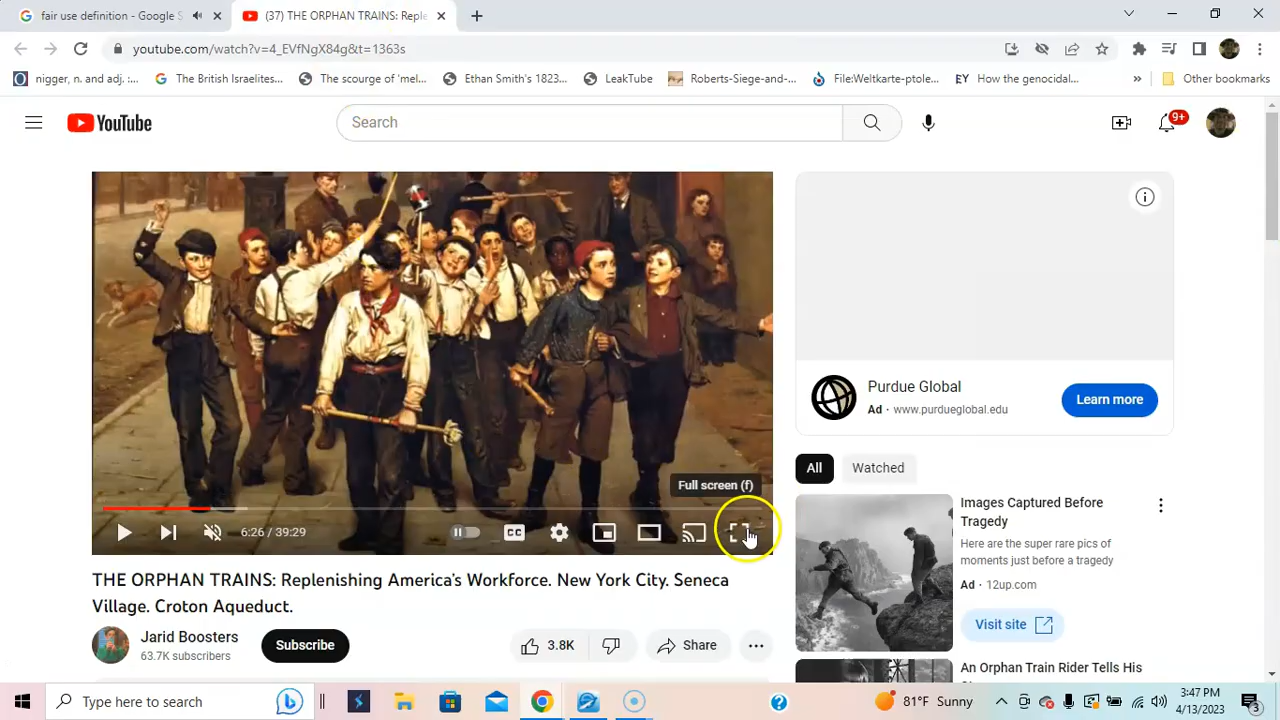 fair use definition - Google S
(37) THE ORPHAN TRAINS: Reple
youtube.com/watch?v=4_EVfNgX84g&t=1363s
nigger, n. and adj. :...
The British Israelites...
The scourge of 'mel...
Ethan Smith's 1823...
LeakTube
Roberts-Siege-and-...
File:Weltkarte-ptole...
EY How the genocidal...
» Other bookmarks
YouTube
Search
9+
Full screen (f)
6:26 / 39:29
CC
THE ORPHAN TRAINS: Replenishing America's Workforce. New York City. Seneca
Village. Croton Aqueduct.
Jarid Boosters
63.7K subscribers
Subscribe
3.8K
Share
Purdue Global
Ad · www.purdueglobal.edu
Learn more
All
Watched
Images Captured Before
Tragedy
Here are the super rare pics of
moments just before a tragedy
Ad · 12up.com
Visit site
An Orphan Train Rider Tells His
Type here to search
81°F Sunny
3:47 PM
4/13/2023
3